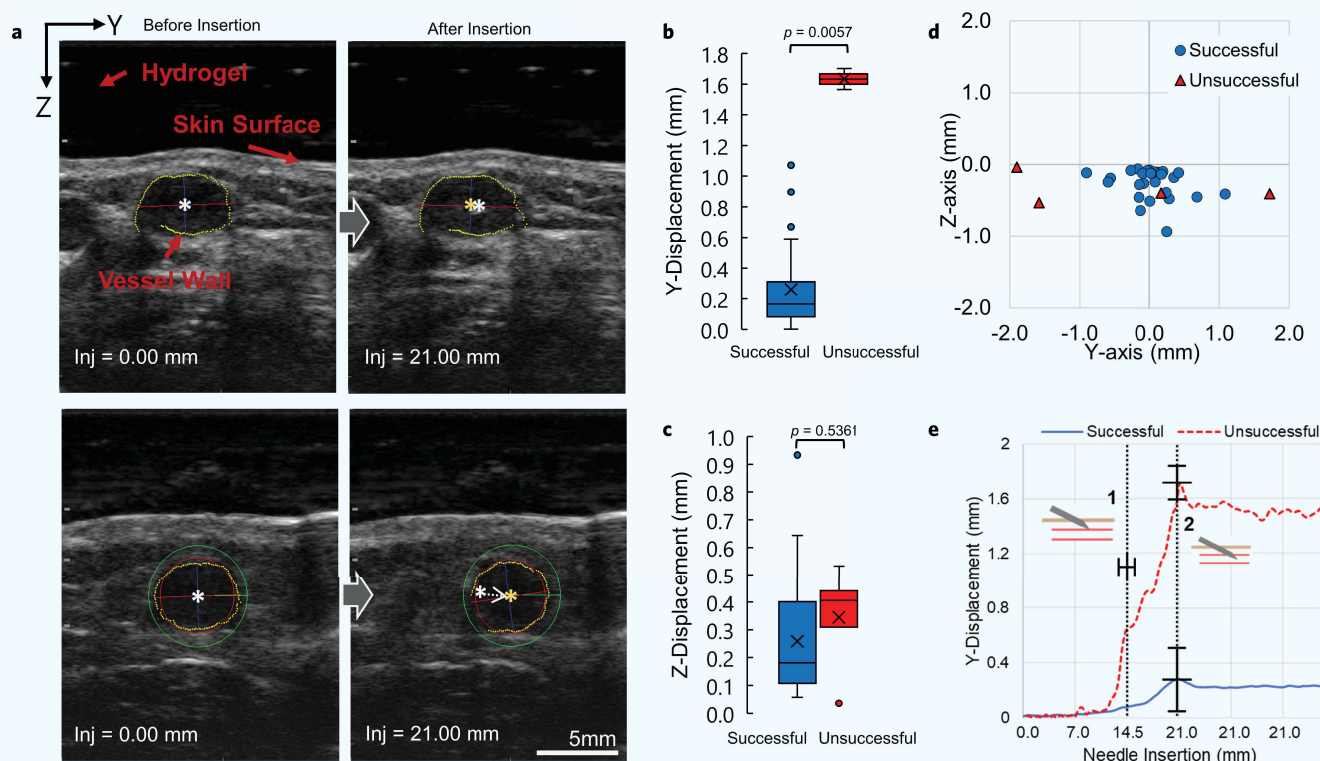 a
Y
Z
Before Insertion
After Insertion
Hydrogel
Skin Surface
*
**
Vessel Wall
Inj = 0.00 mm
Inj = 21.00 mm
*
* *
Inj = 0.00 mm
Inj = 21.00 mm
5mm
b
p = 0.0057
Y-Displacement (mm)
1.8
1.6
1.4
1.2
1.0
0.8
0.6
0.4
0.2
0.0
Successful
Unsuccessful
c
p = 0.5361
Z-Displacement (mm)
1.0
0.9
0.8
0.7
0.6
0.5
0.4
0.3
0.2
0.1
0.0
Successful
Unsuccessful
d
Successful
Unsuccessful
Z-axis (mm)
2.0
1.0
0.0
-1.0
-2.0
-2.0 -1.0 0.0 1.0 2.0
Y-axis (mm)
e
Successful
Unsuccessful
Y-Displacement (mm)
2
1.6
1.2
0.8
0.4
0
1
2
0.0 7.0 14.5 21.0 21.0 21.0
Needle Insertion (mm)